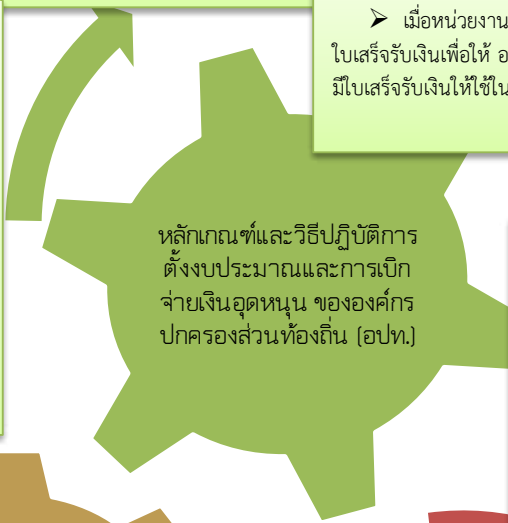 ➢ เมื่อหน่วยงาน
ใบเสร็จรับเงินเพื่อให้ อ
มีใบเสร็จรับเงินให้ใช้ใน
หลักเกณฑ์และวิธีปฏิบัติการ
ตั้งงบประมาณและการเบิก
จ่ายเงินอุดหนุน ขององค์กร
ปกครองส่วนท้องถิ่น (อปท.)